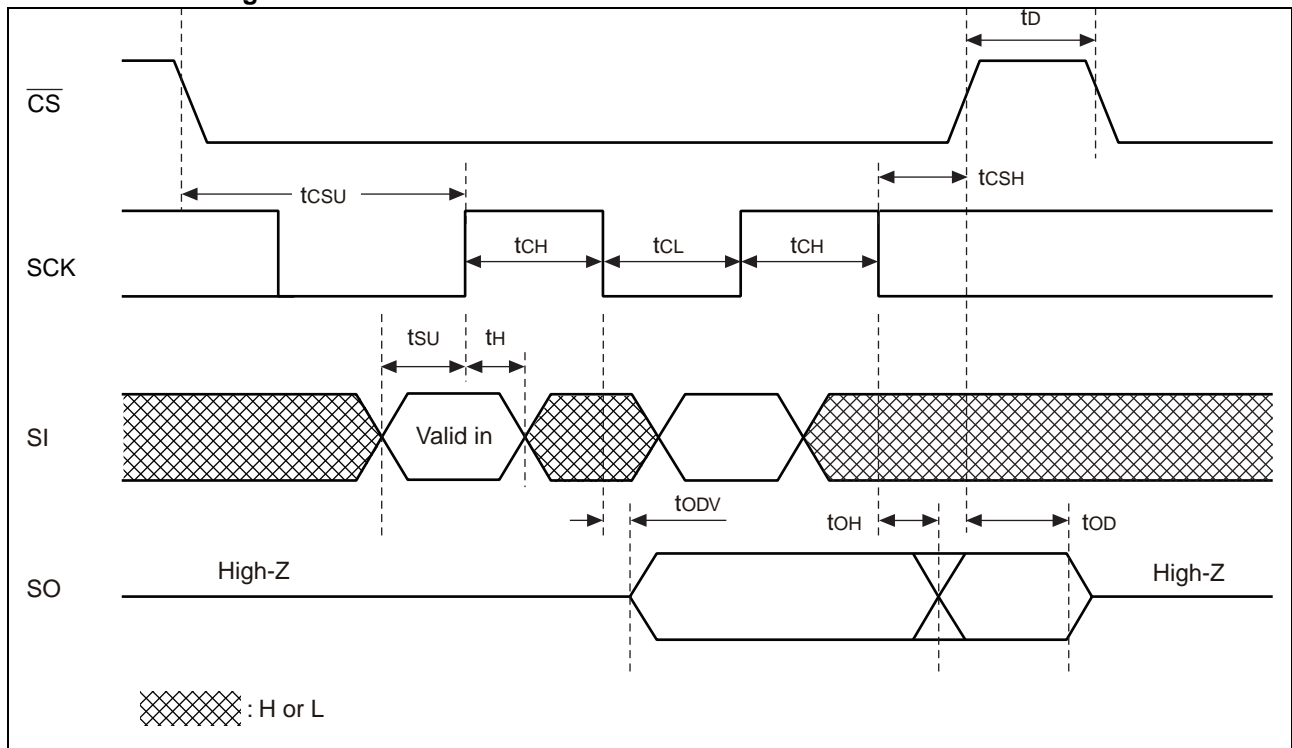 tD
CS
tCSU
tCSH
SCK
tCH
tCL
tCH
tSU
tH
SI
Valid in
tODV
tOH
tOD
SO
High-Z
High-Z
: H or L